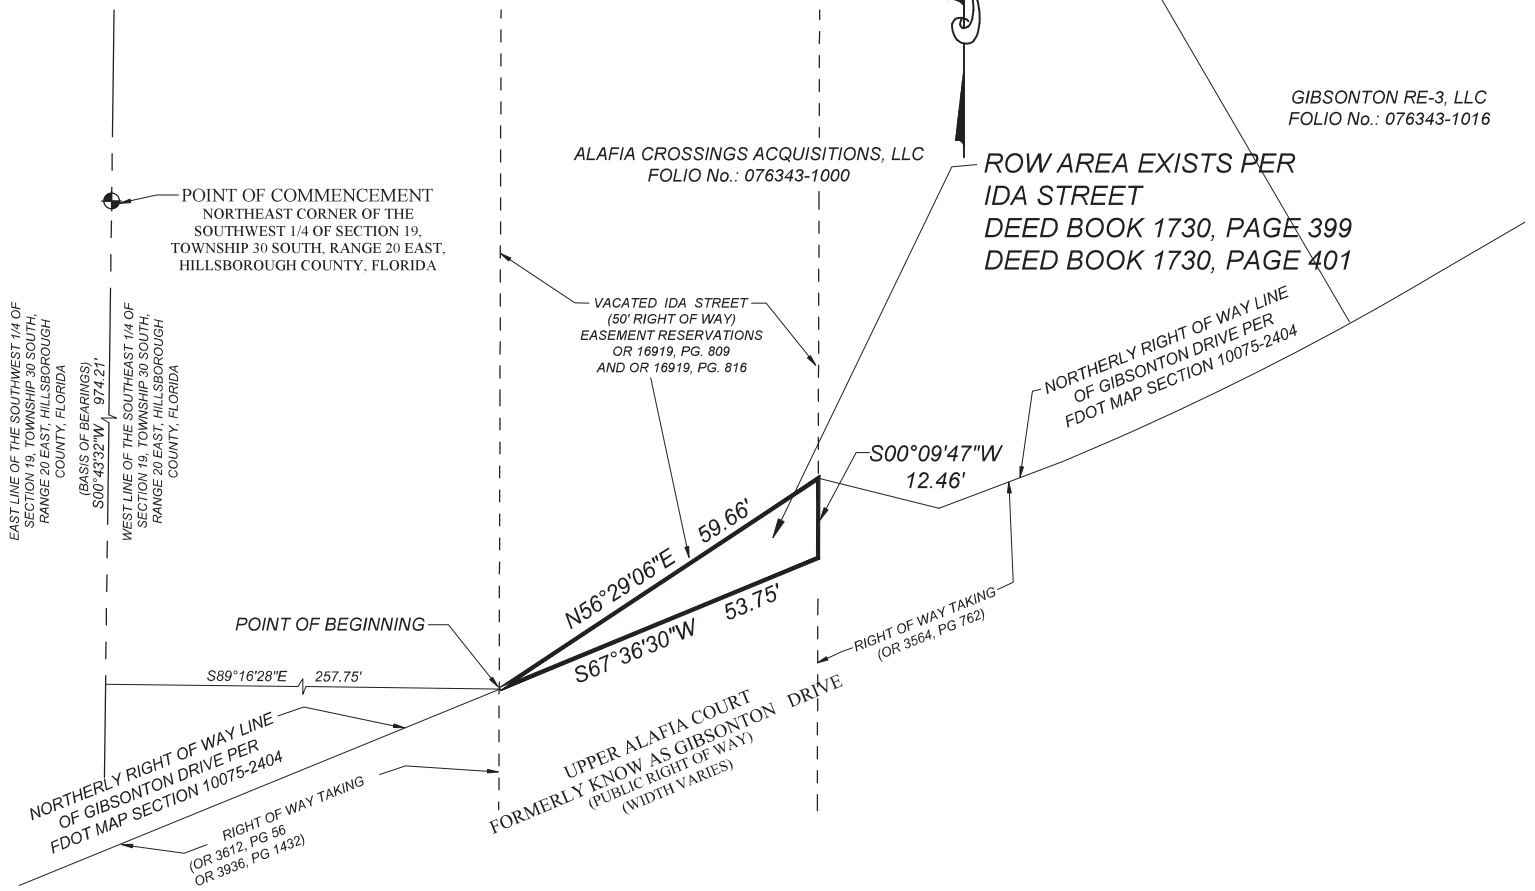 GIBSONTON RE-3, LLC
FOLIO No.: 076343-1016
ALAFIA CROSSINGS ACQUISITIONS, LLC
FOLIO No.: 076343-1000
ROW AREA EXISTS PER
IDA STREET
DEED BOOK 1730, PAGE 399
DEED BOOK 1730, PAGE 401
POINT OF COMMENCEMENT
NORTHEAST CORNER OF THE
SOUTHWEST 1/4 OF SECTION 19,
TOWNSHIP 30 SOUTH, RANGE 20 EAST,
HILLSBOROUGH COUNTY, FLORIDA
VACATED IDA STREET
(50' RIGHT OF WAY)
EASEMENT RESERVATIONS
OR 16919, PG. 809
AND OR 16919, PG. 816
EAST LINE OF THE SOUTHWEST 1/4 OF
SECTION 19, TOWNSHIP 30 SOUTH,
RANGE 20 EAST, HILLSBOROUGH
COUNTY, FLORIDA
(BASIS OF BEARINGS)
S00°43'32"W 974.21'
WEST LINE OF THE SOUTHEAST 1/4 OF
SECTION 19, TOWNSHIP 30 SOUTH,
RANGE 20 EAST, HILLSBOROUGH
COUNTY, FLORIDA
NORTHERLY RIGHT OF WAY LINE
OF GIBSONTON DRIVE PER
FDOT MAP SECTION 10075-2404
S00°09'47"W
12.46'
N56°29'06"E 59.66'
S67°36'30"W 53.75'
POINT OF BEGINNING
S89°16'28"E 257.75'
RIGHT OF WAY TAKING
(OR 3564, PG 762)
UPPER ALAFIA COURT
FORMERLY KNOW AS GIBSONTON DRIVE
(PUBLIC RIGHT OF WAY)
(WIDTH VARIES)
NORTHERLY RIGHT OF WAY LINE
OF GIBSONTON DRIVE PER
FDOT MAP SECTION 10075-2404
RIGHT OF WAY TAKING
(OR 3612, PG 56
OR 3936, PG 1432)